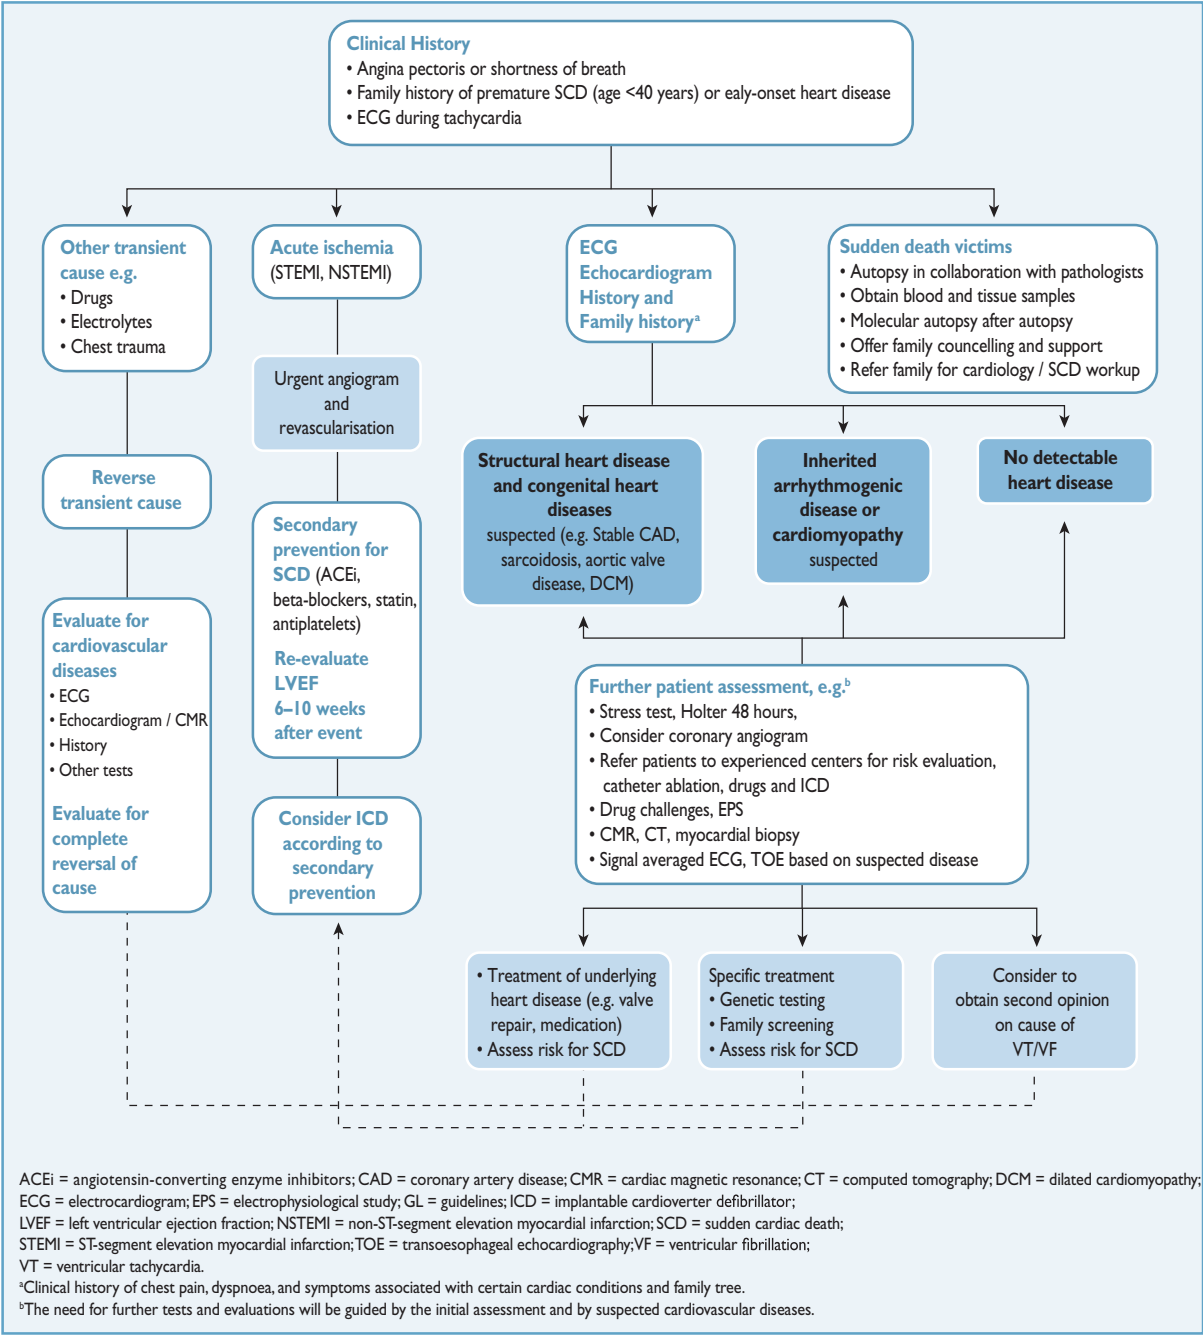 Clinical History
• Angina pectoris or shortness of breath
• Family history of premature SCD (age <40 years) or ealy-onset heart disease
• ECG during tachycardia
Other transient
cause e.g.
• Drugs
• Electrolytes
• Chest trauma
Reverse
transient cause
Evaluate for
cardiovascular
diseases
• ECG
• Echocardiogram / CMR
• History
• Other tests
Evaluate for
complete
reversal of
cause
Acute ischemia
(STEMI, NSTEMI)
Urgent angiogram
and
revascularisation
Secondary
prevention for
SCD (ACEi,
beta-blockers, statin,
antiplatelets)
Re-evaluate
LVEF
6–10 weeks
after event
Consider ICD
according to
secondary
prevention
ECG
Echocardiogram
History and
Family historyᵃ
Sudden death victims
• Autopsy in collaboration with pathologists
• Obtain blood and tissue samples
• Molecular autopsy after autopsy
• Offer family councelling and support
• Refer family for cardiology / SCD workup
Structural heart disease
and congenital heart
diseases
suspected (e.g. Stable CAD,
sarcoidosis, aortic valve
disease, DCM)
Inherited
arrhythmogenic
disease or
cardiomyopathy
suspected
No detectable
heart disease
Further patient assessment, e.g.ᵇ
• Stress test, Holter 48 hours,
• Consider coronary angiogram
• Refer patients to experienced centers for risk evaluation,
catheter ablation, drugs and ICD
• Drug challenges, EPS
• CMR, CT, myocardial biopsy
• Signal averaged ECG, TOE based on suspected disease
• Treatment of underlying
heart disease (e.g. valve
repair, medication)
• Assess risk for SCD
Specific treatment
• Genetic testing
• Family screening
• Assess risk for SCD
Consider to
obtain second opinion
on cause of
VT/VF
ACEi = angiotensin-converting enzyme inhibitors; CAD = coronary artery disease; CMR = cardiac magnetic resonance; CT = computed tomography; DCM = dilated cardiomyopathy;
ECG = electrocardiogram; EPS = electrophysiological study; GL = guidelines; ICD = implantable cardioverter defibrillator;
LVEF = left ventricular ejection fraction; NSTEMI = non-ST-segment elevation myocardial infarction; SCD = sudden cardiac death;
STEMI = ST-segment elevation myocardial infarction; TOE = transoesophageal echocardiography; VF = ventricular fibrillation;
VT = ventricular tachycardia.
ᵃClinical history of chest pain, dyspnoea, and symptoms associated with certain cardiac conditions and family tree.
ᵇThe need for further tests and evaluations will be guided by the initial assessment and by suspected cardiovascular diseases.